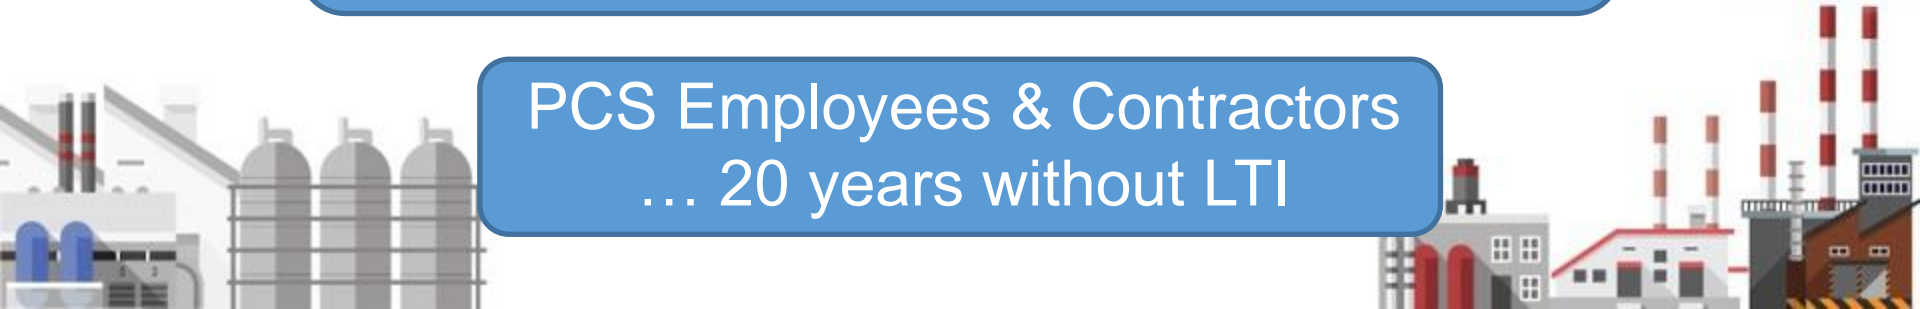 PCS Employees & Contractors
... 20 years without LTI